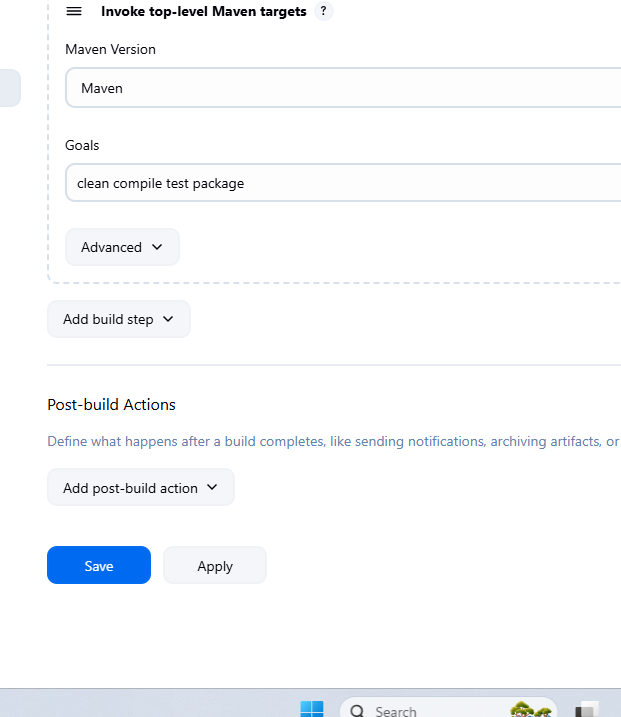 Invoke top-level Maven targets ?
Maven Version
Maven
Goals
clean compile test package
Advanced
Add build step
Post-build Actions
Define what happens after a build completes, like sending notifications, archiving artifacts, or
Add post-build action
Save Apply
Search